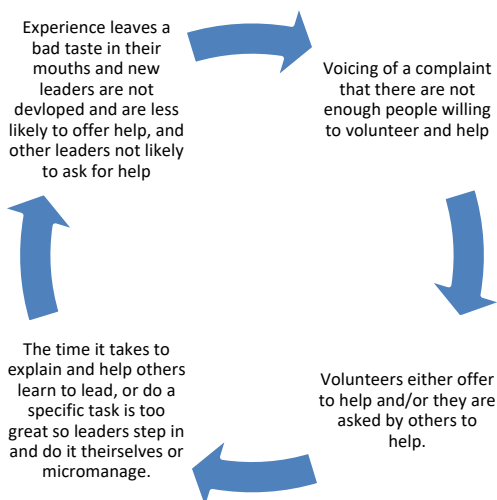 Experience leaves a
bad taste in their
mouths and new
leaders are not
devloped and are less
likely to offer help, and
other leaders not likely
to ask for help
Voicing of a complaint
that there are not
enough people willing
to volunteer and help
Volunteers either offer
to help and/or they are
asked by others to
help.
The time it takes to
explain and help others
learn to lead, or do a
specific task is too
great so leaders step in
and do it theirselves or
micromanage.